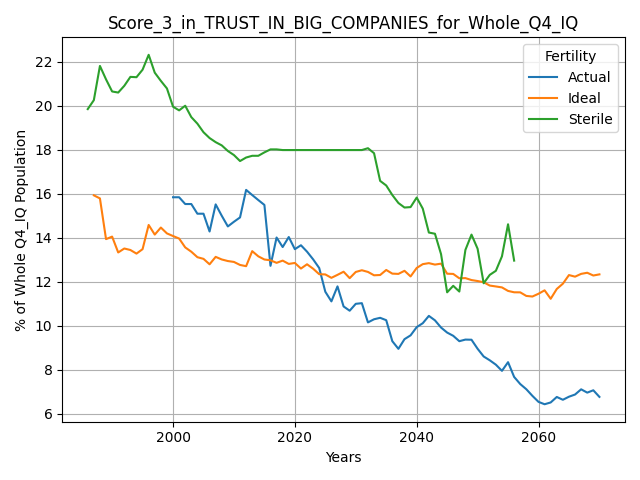 Score_3_in_TRUST_IN_BIG_COMPANIES_for_Whole_Q4_IQ
Fertility
Actual
Ideal
Sterile
% of Whole Q4_IQ Population
22
20
18
16
14
12
10
8
6
2000
2020
2040
2060
Years